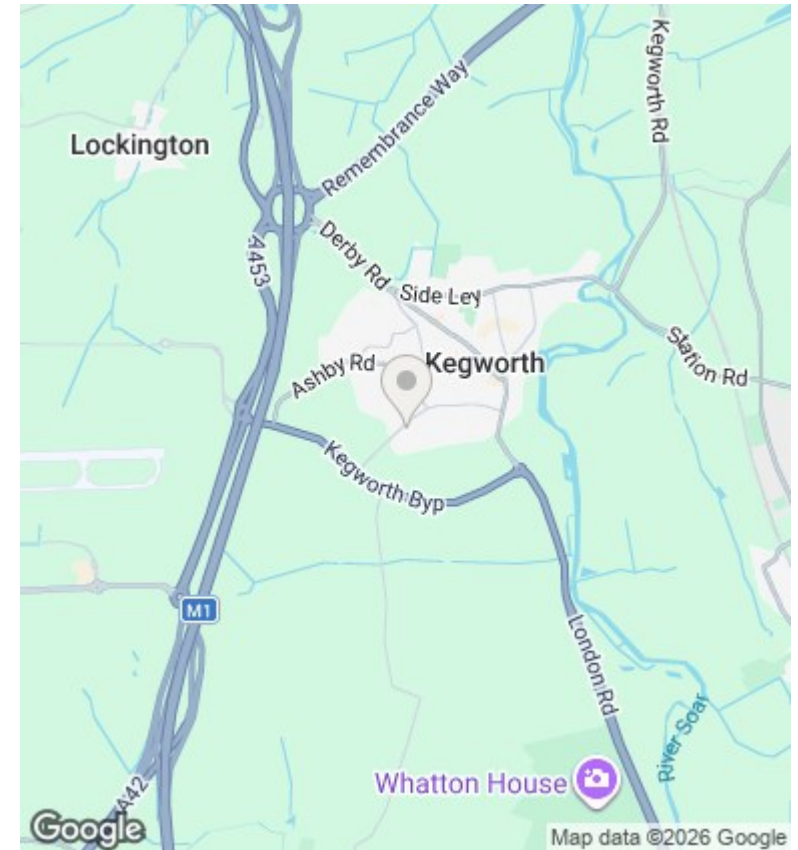 Remembrance Way
Kegworth Rd
Lockington
A453
Derby Rd
Side Ley
Station Rd
Ashby Rd
Kegworth
Kegworth Byp
M1
London Rd
River Soar
Whatton House
A42
Google
Map data ©2026 Google